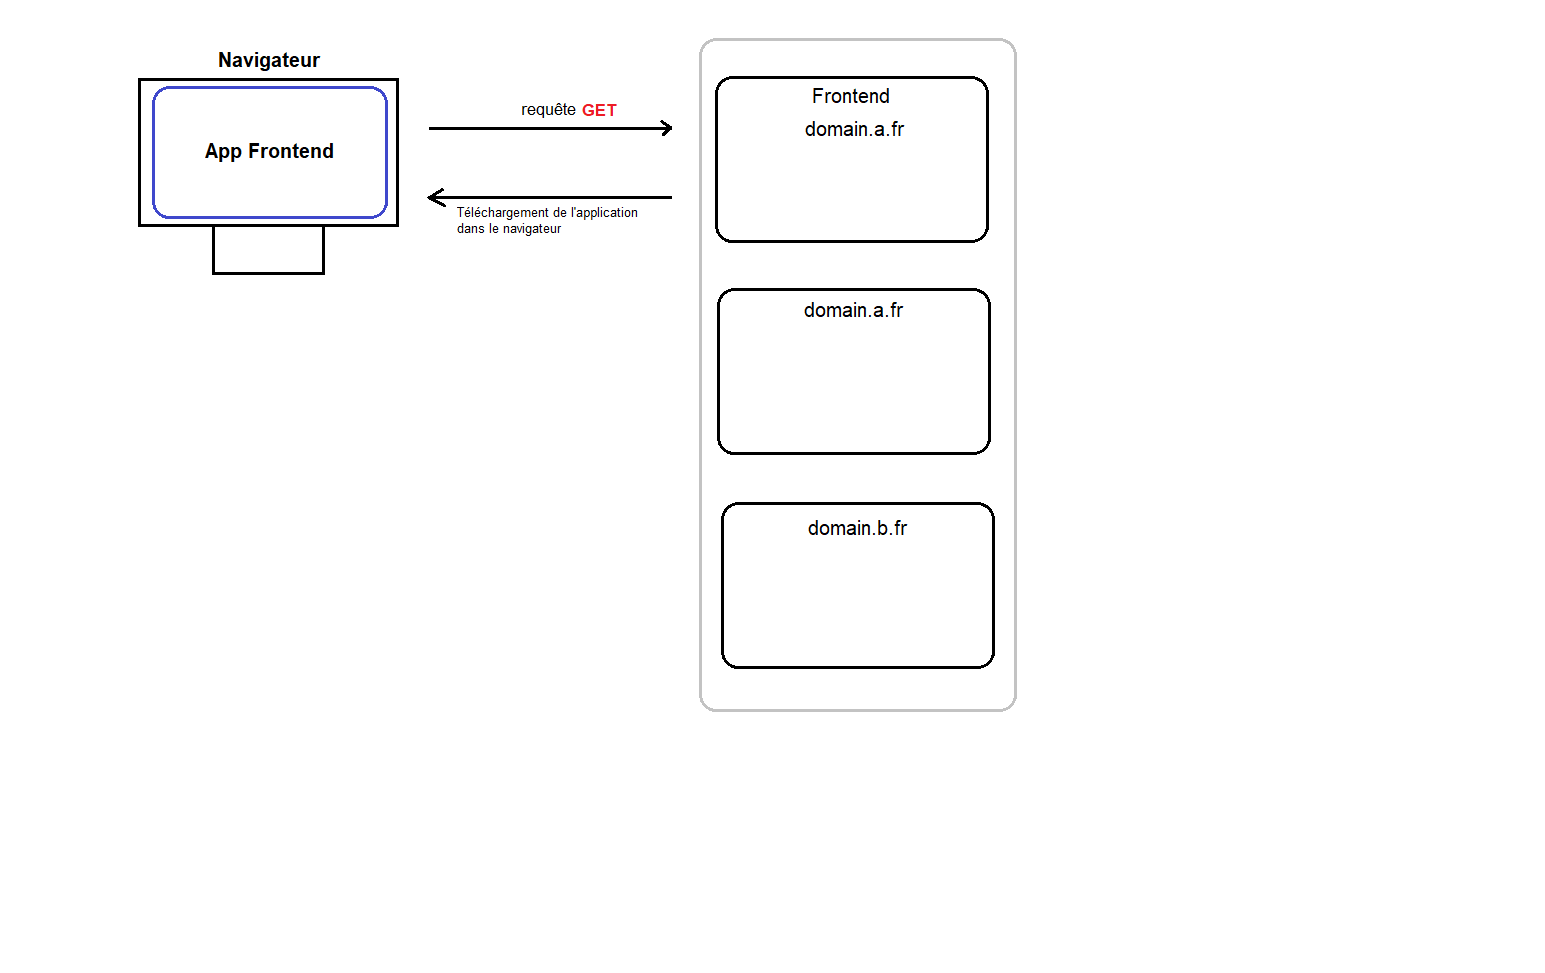 Navigateur
App Frontend
requête GET
Téléchargement de l'application
dans le navigateur
Frontend
domain.a.fr
domain.a.fr
domain.b.fr